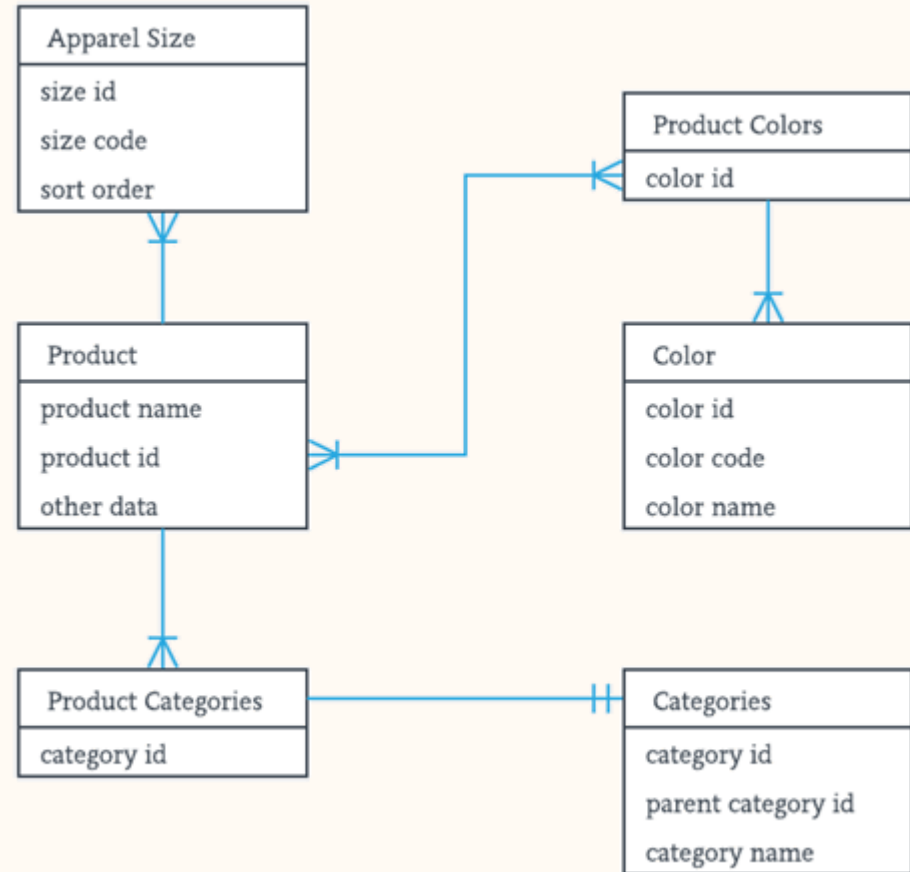 Apparel Size
size id
size code
sort order
Product Colors
color id
Product
product name
product id
other data
Color
color id
color code
color name
Product Categories
category id
Categories
category id
parent category id
category name